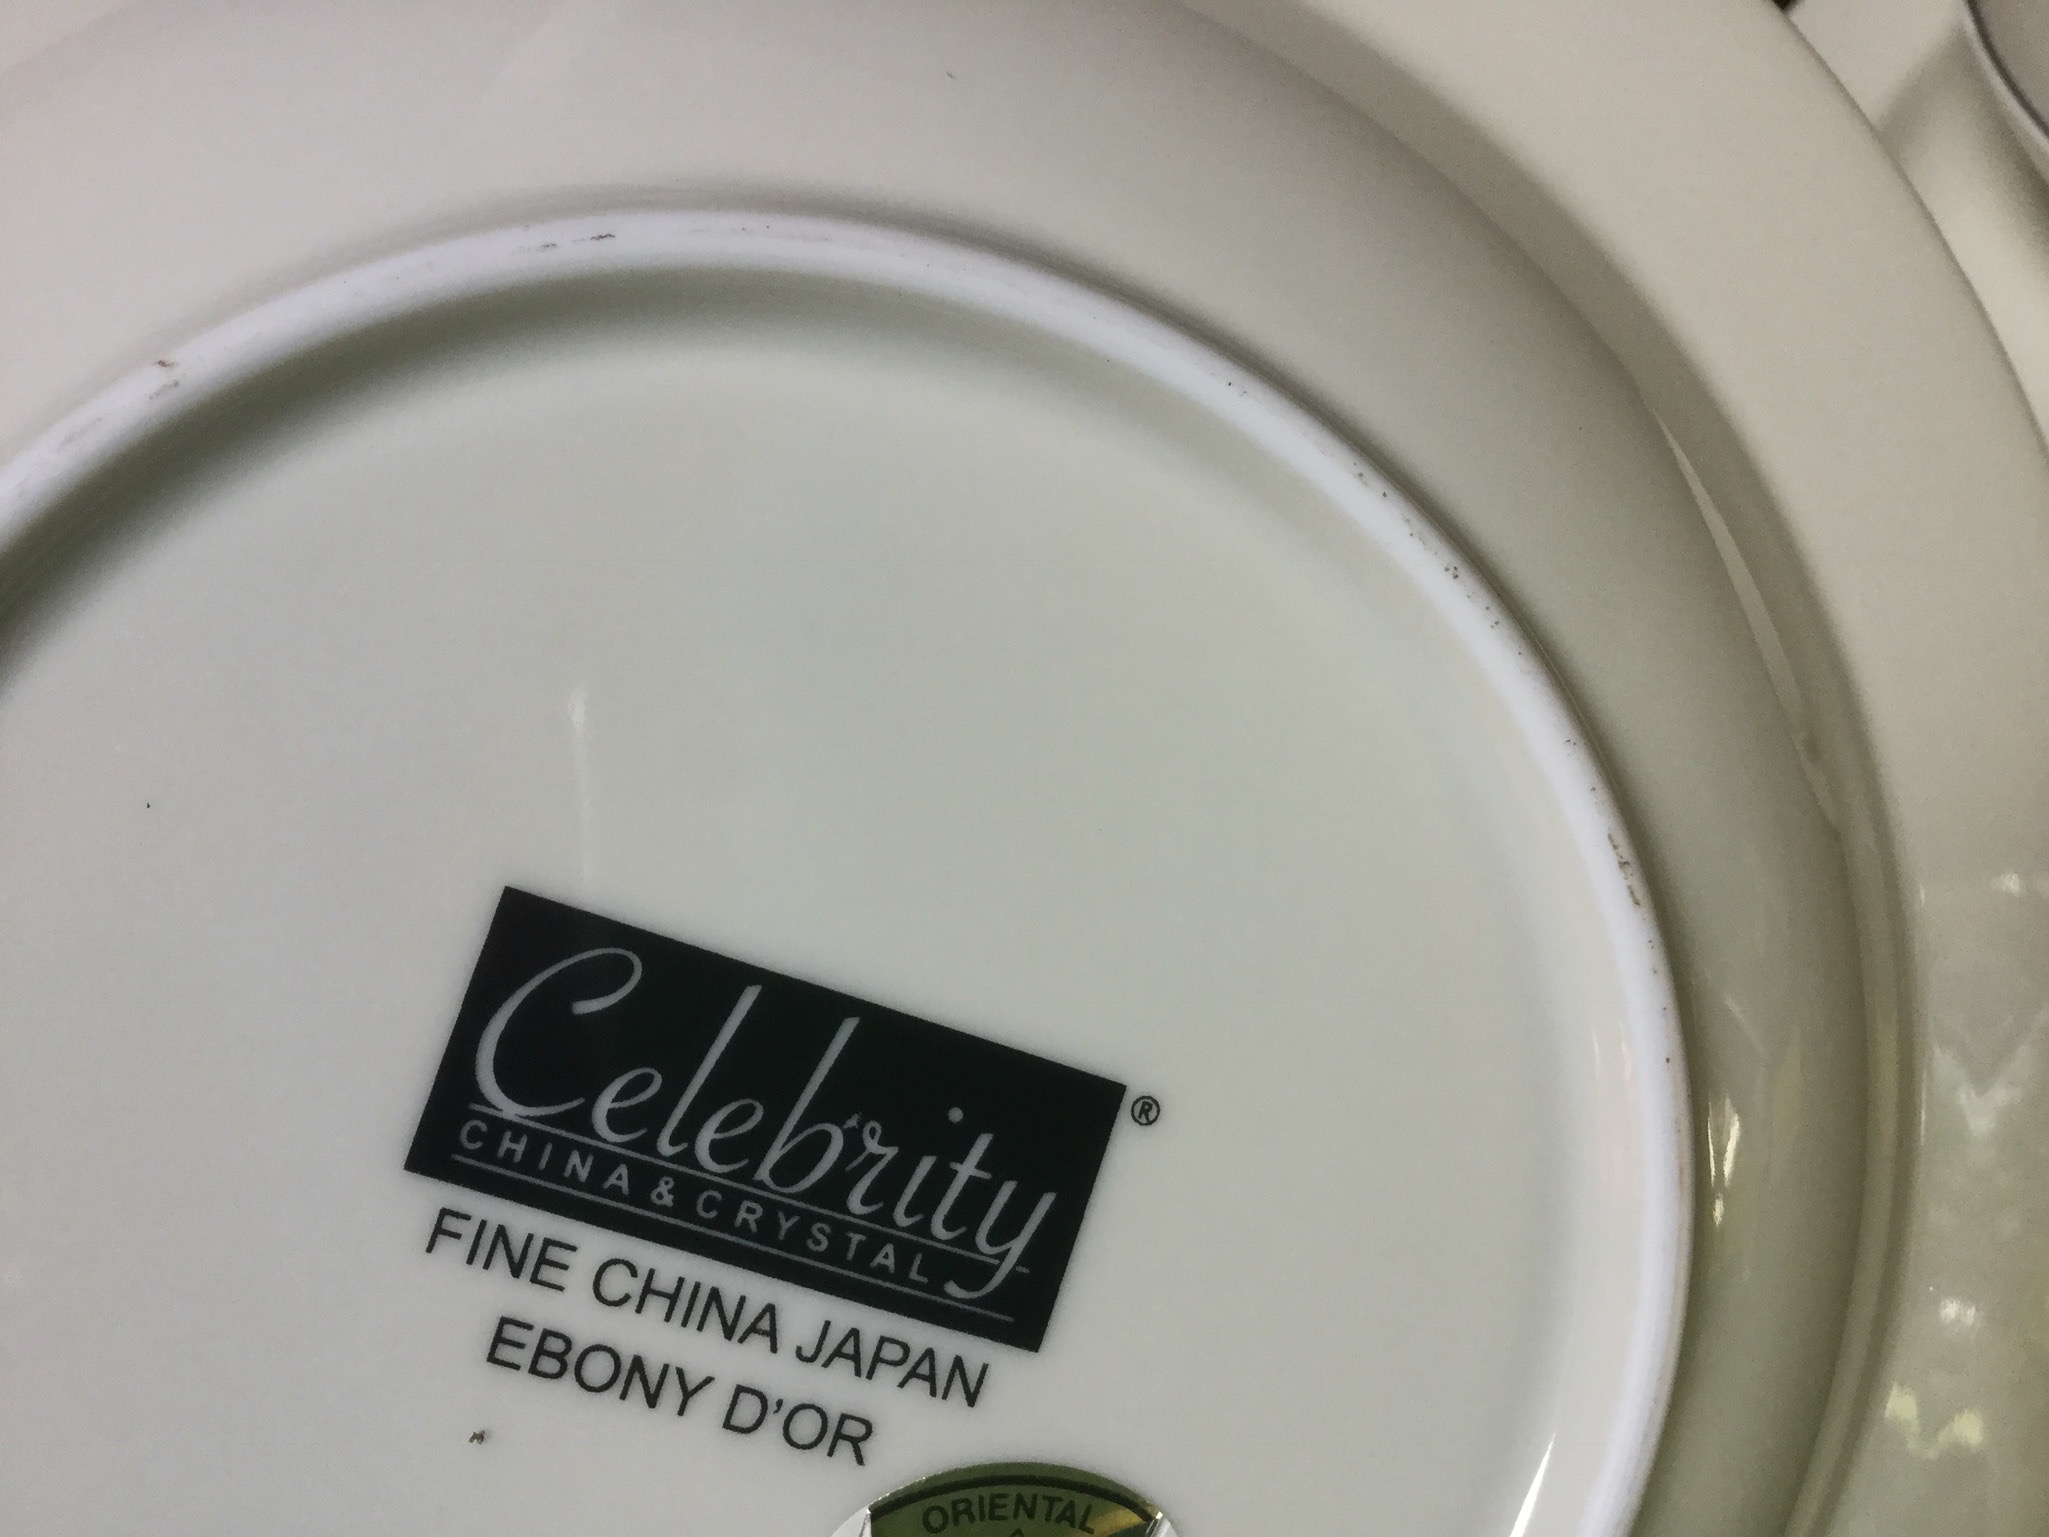 Celebrity
CHINA & CRYSTAL
®
FINE CHINA JAPAN
EBONY D'OR
ORIENTAL